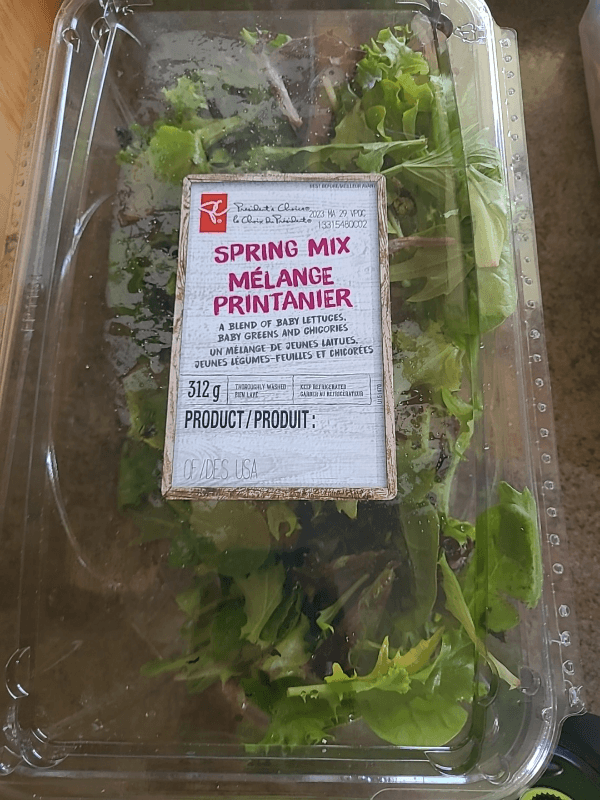 BEST BEFORE/MEILLEUR AVANT
President's Choice
le Choix du Président
2023 MA 29 VPOC
13315480C02
SPRING MIX
MÉLANGE
PRINTANIER
A BLEND OF BABY LETTUCES,
BABY GREENS AND CHICORIES
UN MÉLANGE DE JEUNES LAITUES,
JEUNES LÉGUMES-FEUILLES ET CHICORÉES
312 g
THOROUGHLY WASHED
BIEN LAVÉ
KEEP REFRIGERATED
GARDER AU RÉFRIGÉRATEUR
PRODUCT / PRODUIT :
OF/DES USA